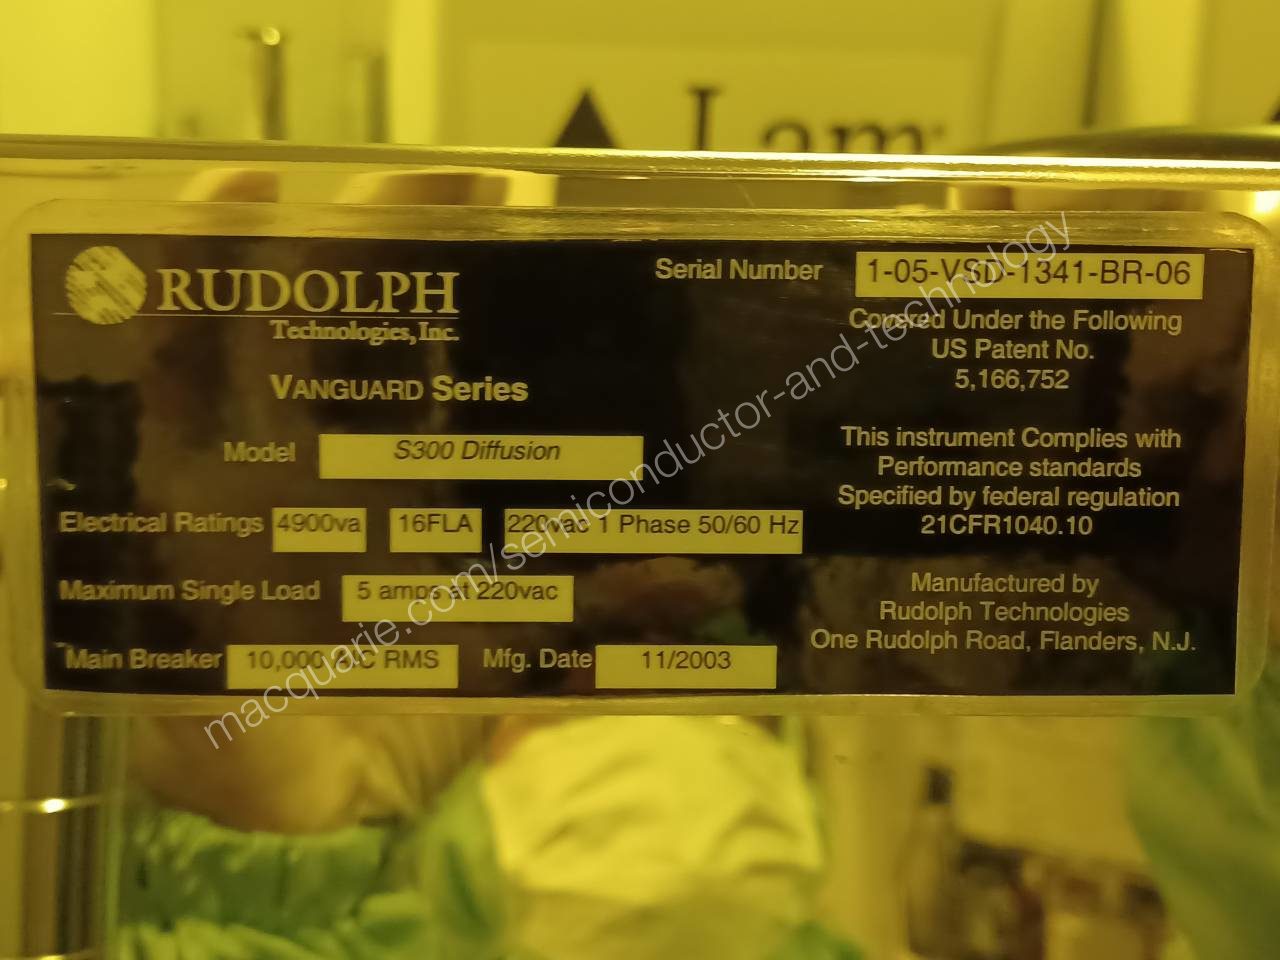 Lam
RUDOLPH
Technologies, Inc.
VANGUARD Series
Model S300 Diffusion
Electrical Ratings 4900va 16FLA 220vac 1 Phase 50/60 Hz
Maximum Single Load 5 amps at 220vac
Main Breaker 10,000 AIC RMS Mfg. Date 11/2003
Serial Number 1-05-VSD-1341-BR-06
Covered Under the Following
US Patent No.
5,166,752
This instrument Complies with
Performance standards
Specified by federal regulation
21CFR1040.10
Manufactured by
Rudolph Technologies
One Rudolph Road, Flanders, N.J.
macquarie.com/semiconductor-and-technology